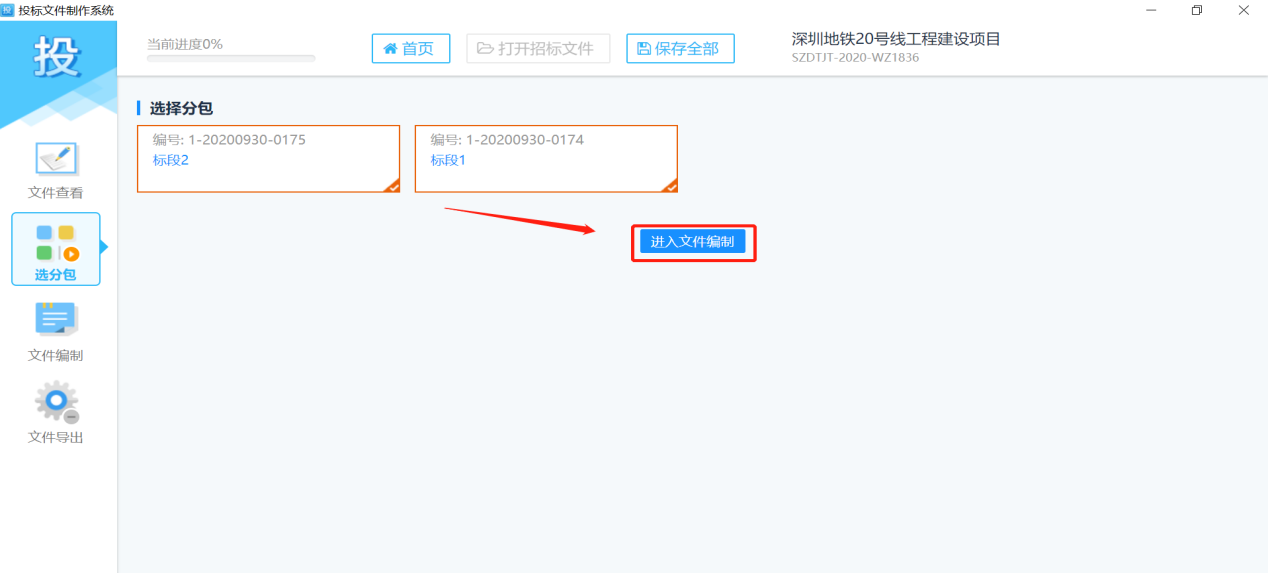 投 投标文件制作系统
投
当前进度0%
首页
打开招标文件
保存全部
深圳地铁20号线工程建设项目
SZDTJT-2020-WZ1836
文件查看
选分包
文件编制
文件导出
选择分包
编号: 1-20200930-0175
标段2
编号: 1-20200930-0174
标段1
进入文件编制